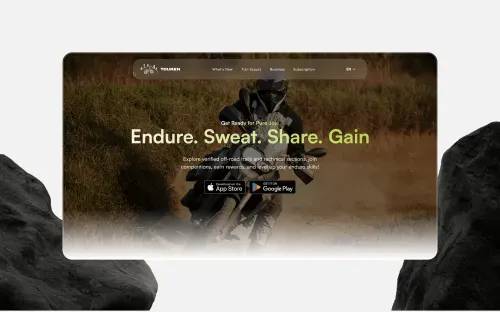 TOUREN
What's New
Trail Scouts
Business
Subscription
EN
Get Ready for Pure Joy!
Endure. Sweat. Share. Gain
Explore verified off-road trails and technical sections, join
competitions, earn rewards, and level up your enduro skills!
Download on the
App Store
GET IT ON
Google Play